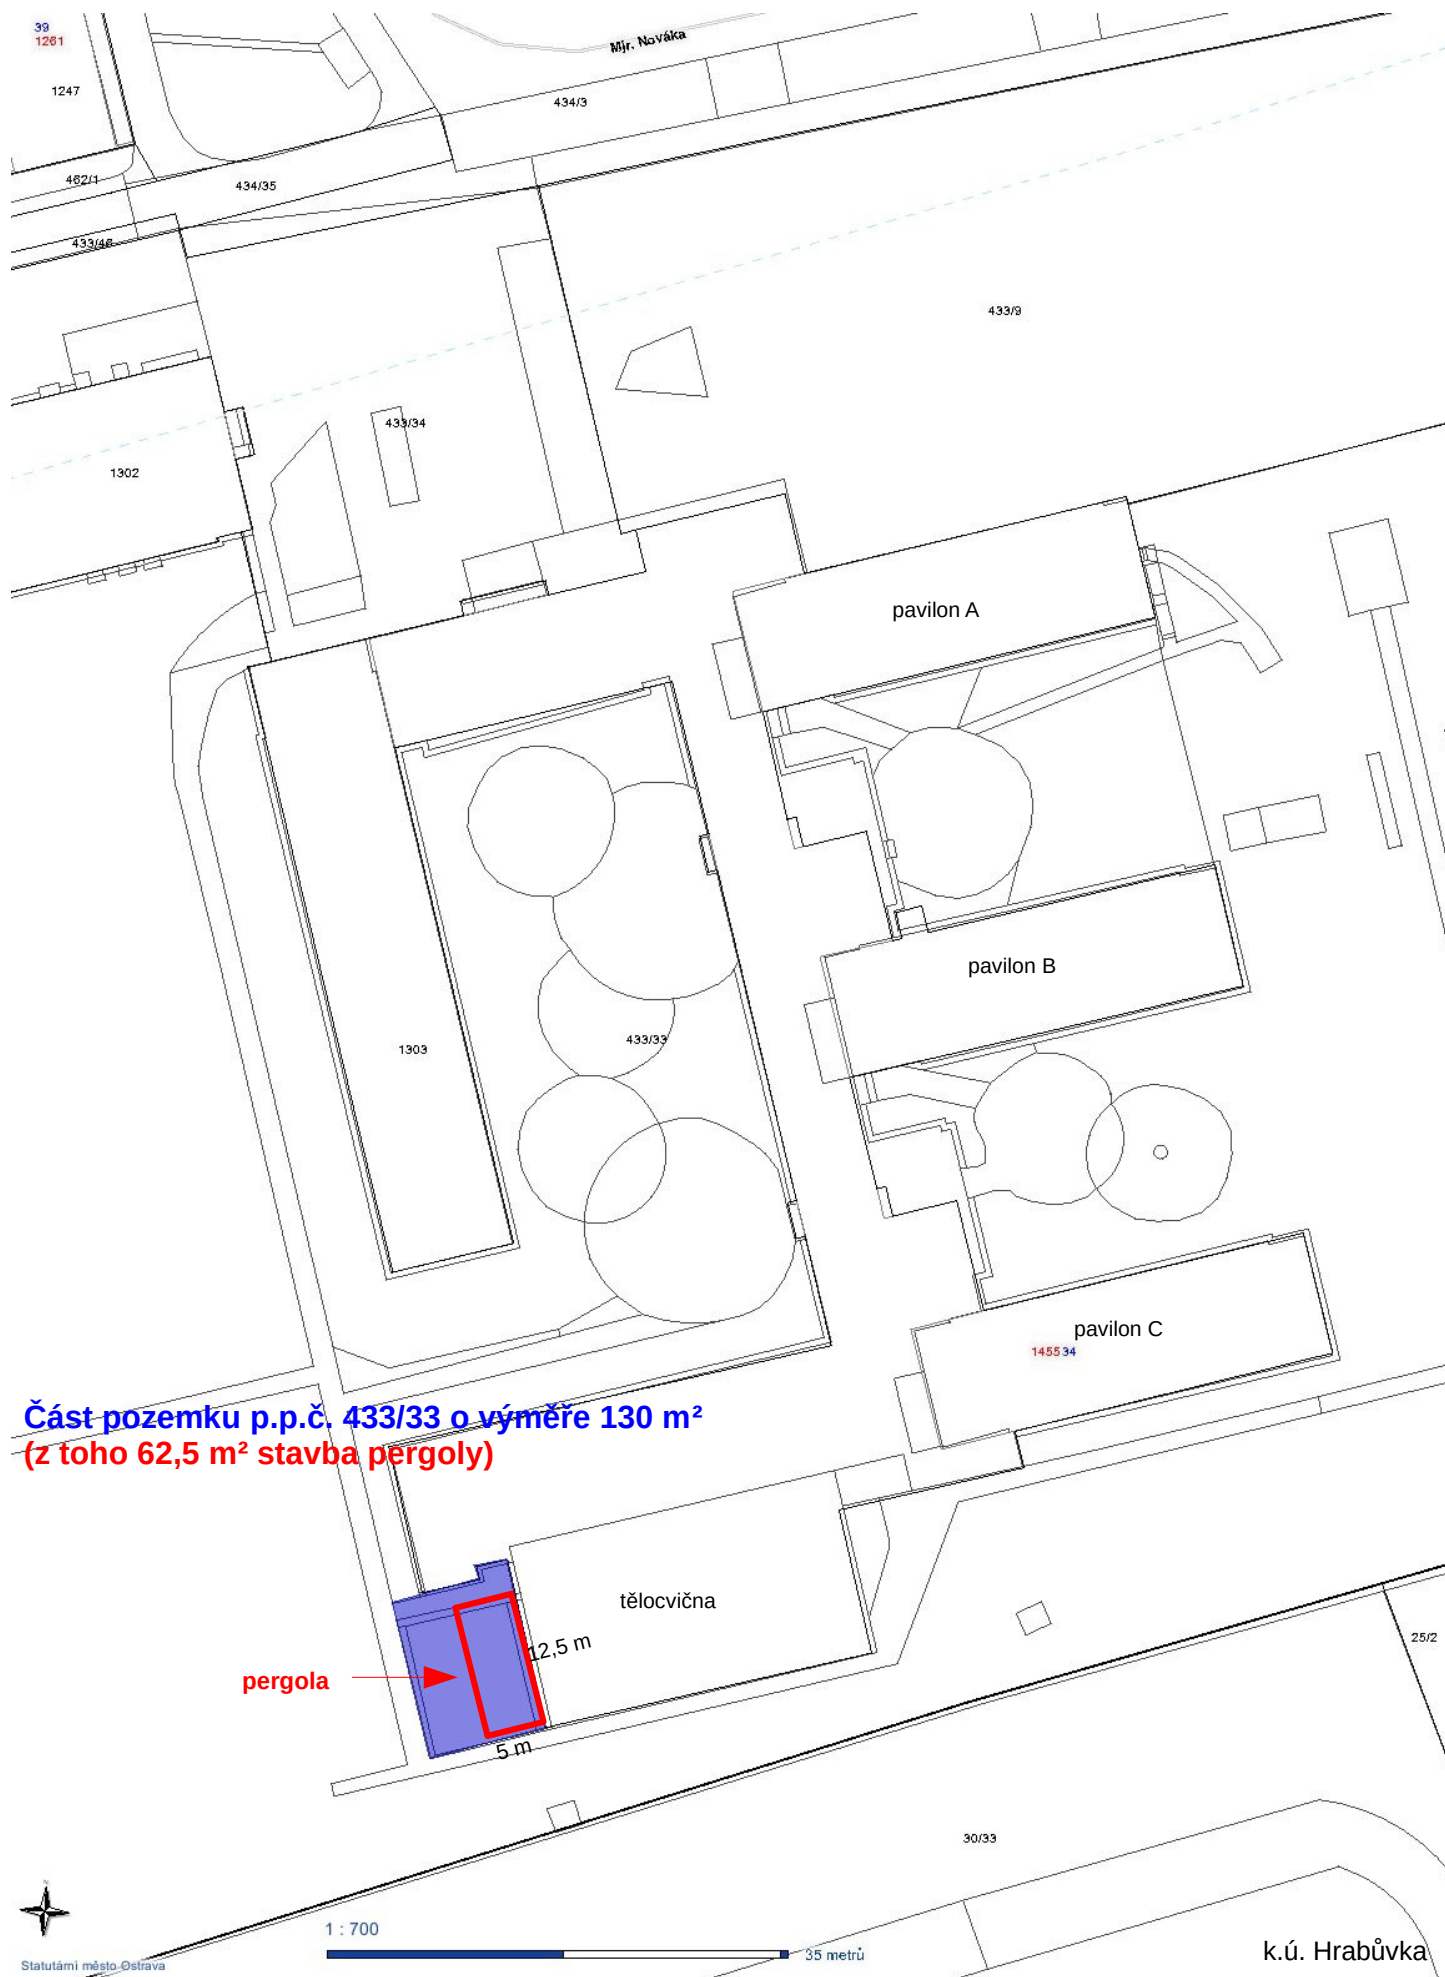 39
1261
1247
Mjr. Nováka
434/3
462/1
434/35
433/46
433/9
433/34
1302
pavilon A
pavilon B
433/33
1303
pavilon C
1455 34
Část pozemku p.p.č. 433/33 o výměře 130 m²
(z toho 62,5 m² stavba pergoly)
tělocvična
12,5 m
25/2
pergola
5 m
30/33
N
1 : 700
35 metrů
k.ú. Hrabůvka
Statutární město Ostrava